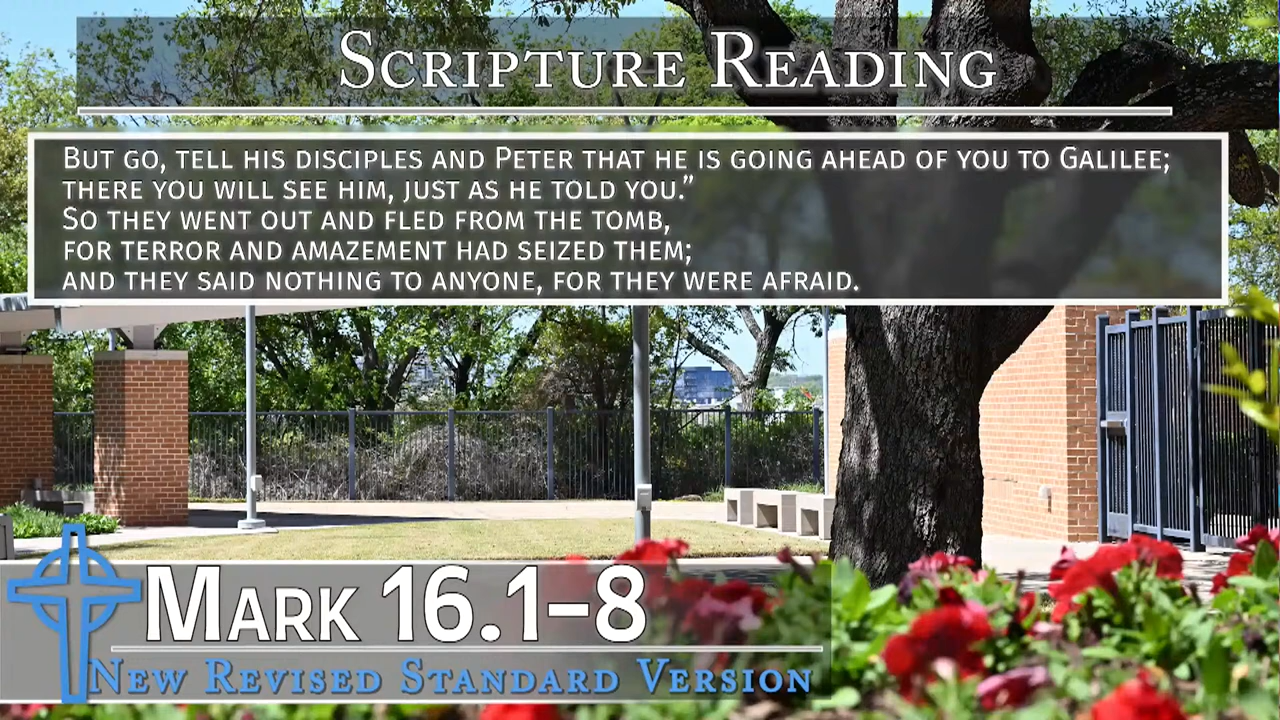 Scripture Reading
But go, tell his disciples and Peter that he is going ahead of you to Galilee;
there you will see him, just as he told you.”
So they went out and fled from the tomb,
for terror and amazement had seized them;
and they said nothing to anyone, for they were afraid.
Mark 16.1–8
New Revised Standard Version